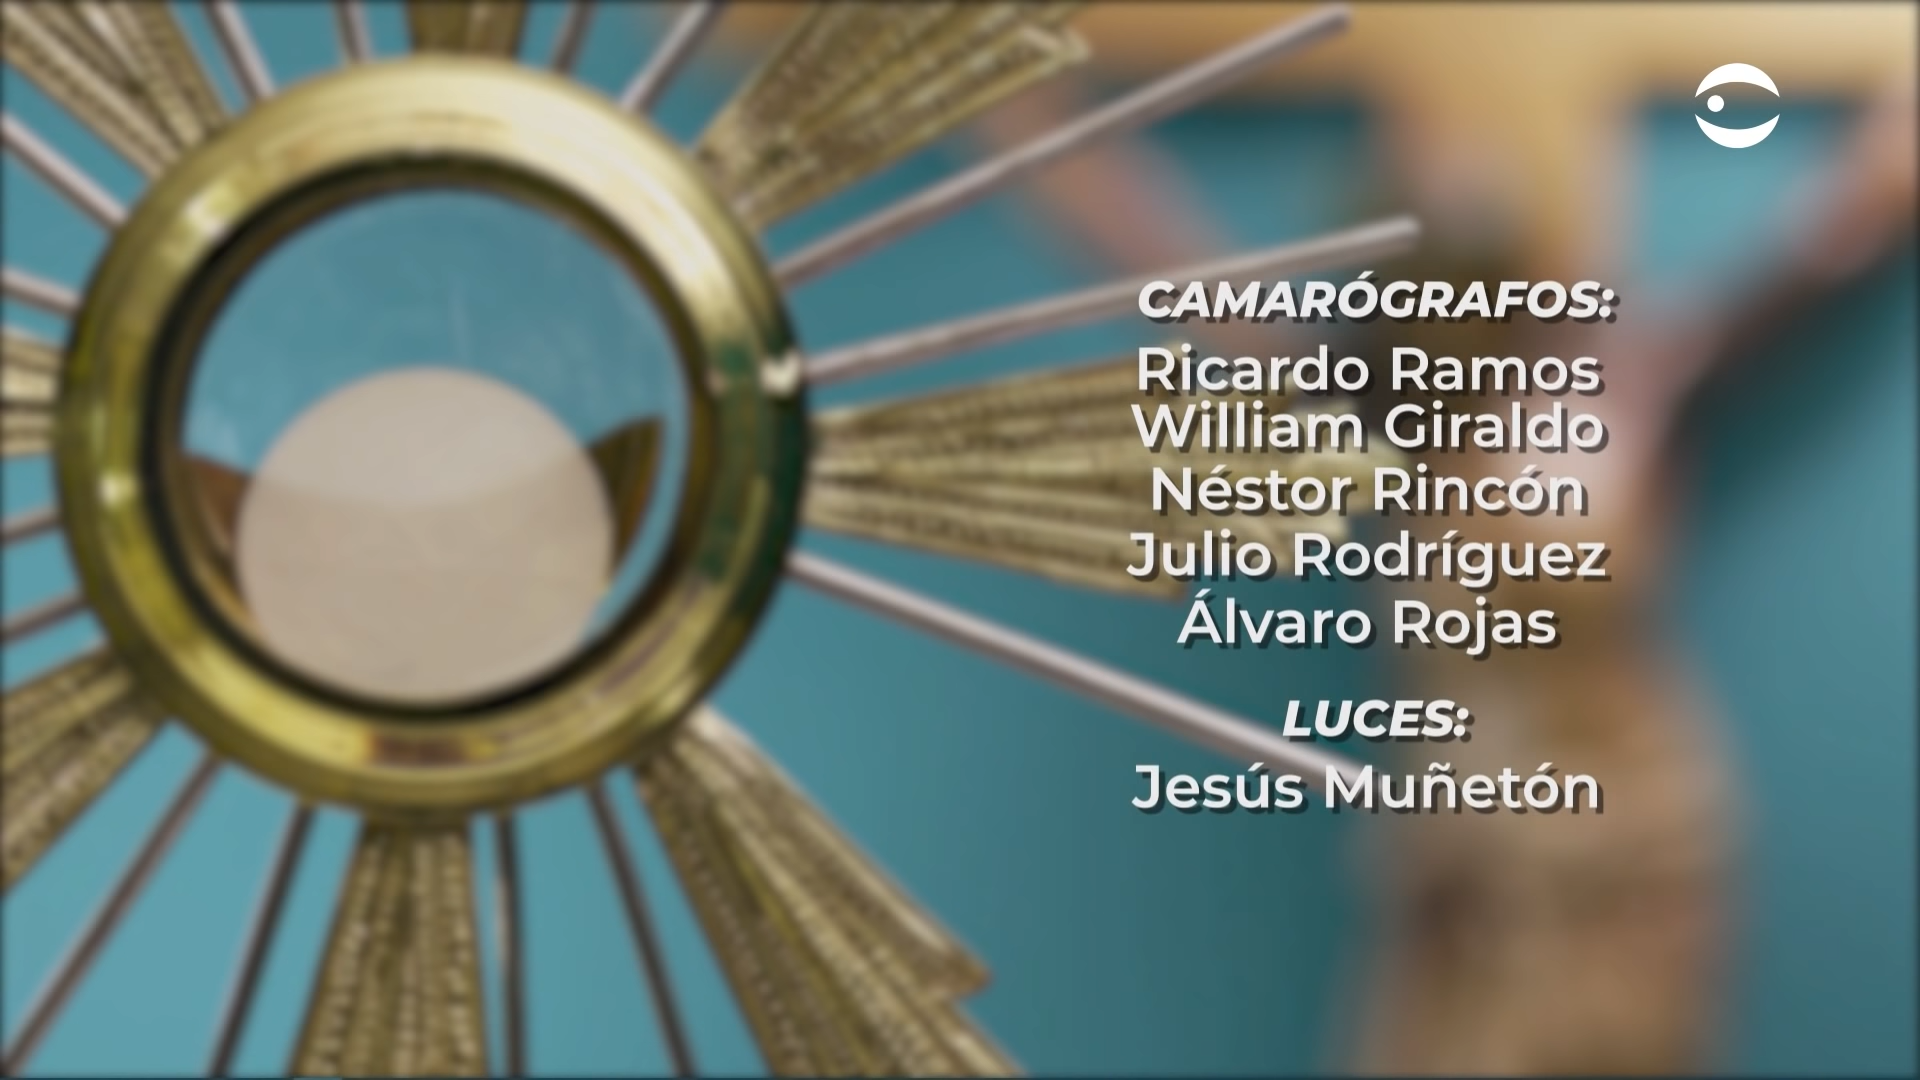 CAMARÓGRAFOS:
Ricardo Ramos
William Giraldo
Néstor Rincón
Julio Rodríguez
Álvaro Rojas
LUCES:
Jesús Muñetón